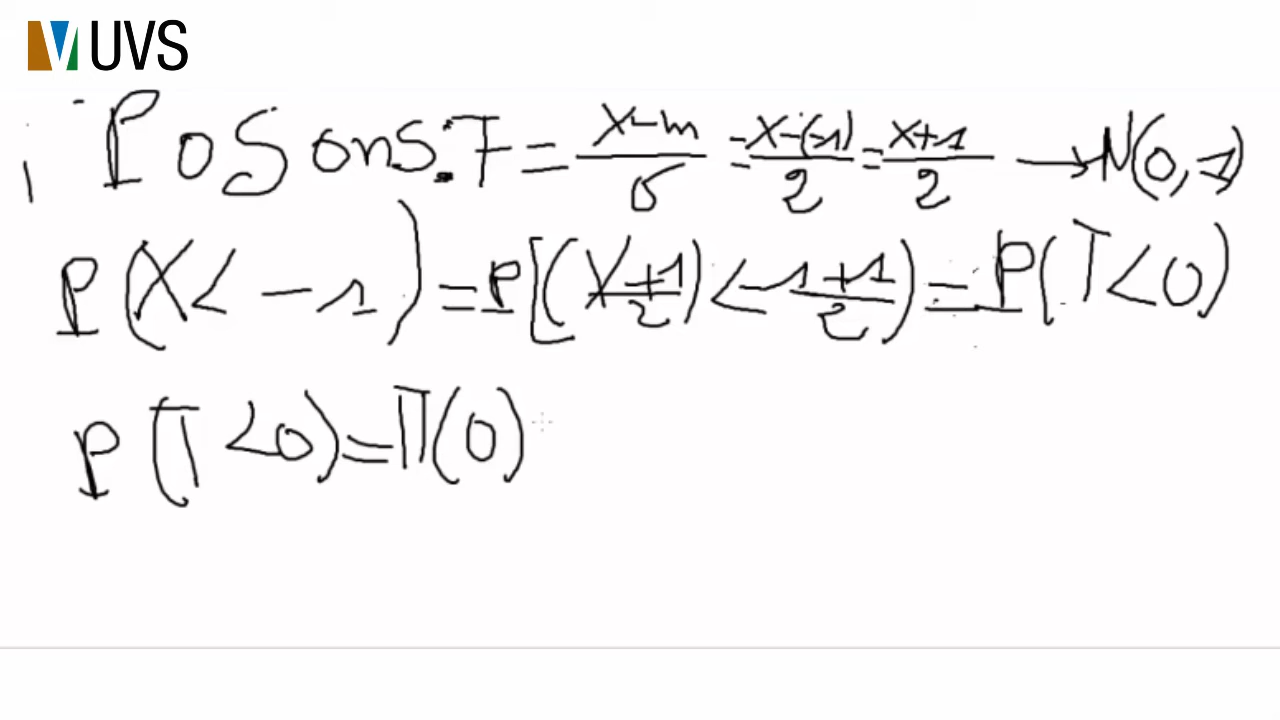 UVS
Posons: T = (X-m)/σ = (X-(-1))/2 = (X+1)/2 → N(0,1)
P(X < -1) = P[(X+1)/2) < (-1+1)/2) = P(T<0)
P(T<0) = Π(0)